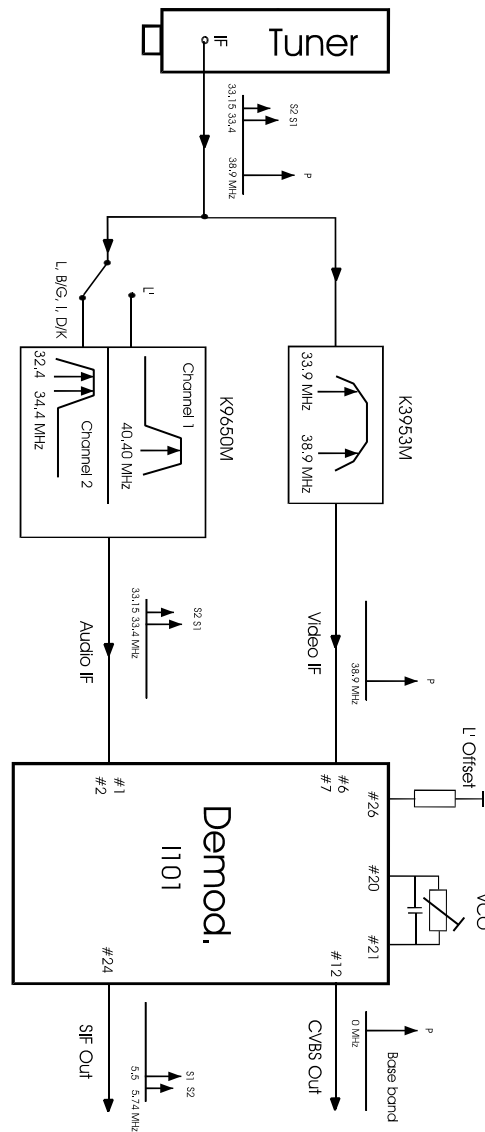 Tuner
IF
S2 S1
33.15 33.4
P
38.9 MHz
L, B/G, I, D/K
L'
K9650M
Channel 1
40,40 MHz
32,4
34,4 MHz
Channel 2
K3953M
33.9 MHz
38.9 MHz
S2 S1
33.15 33.4 MHz
Audio IF
Video IF
P
38.9 MHz
L' Offset
VCO
#1
#2
#6
#7
#26
#20
#21
Demod.
I101
#24
#12
SIF Out
S1 S2
5.5 5.74 MHz
CVBS Out
P
0 MHz
Base band